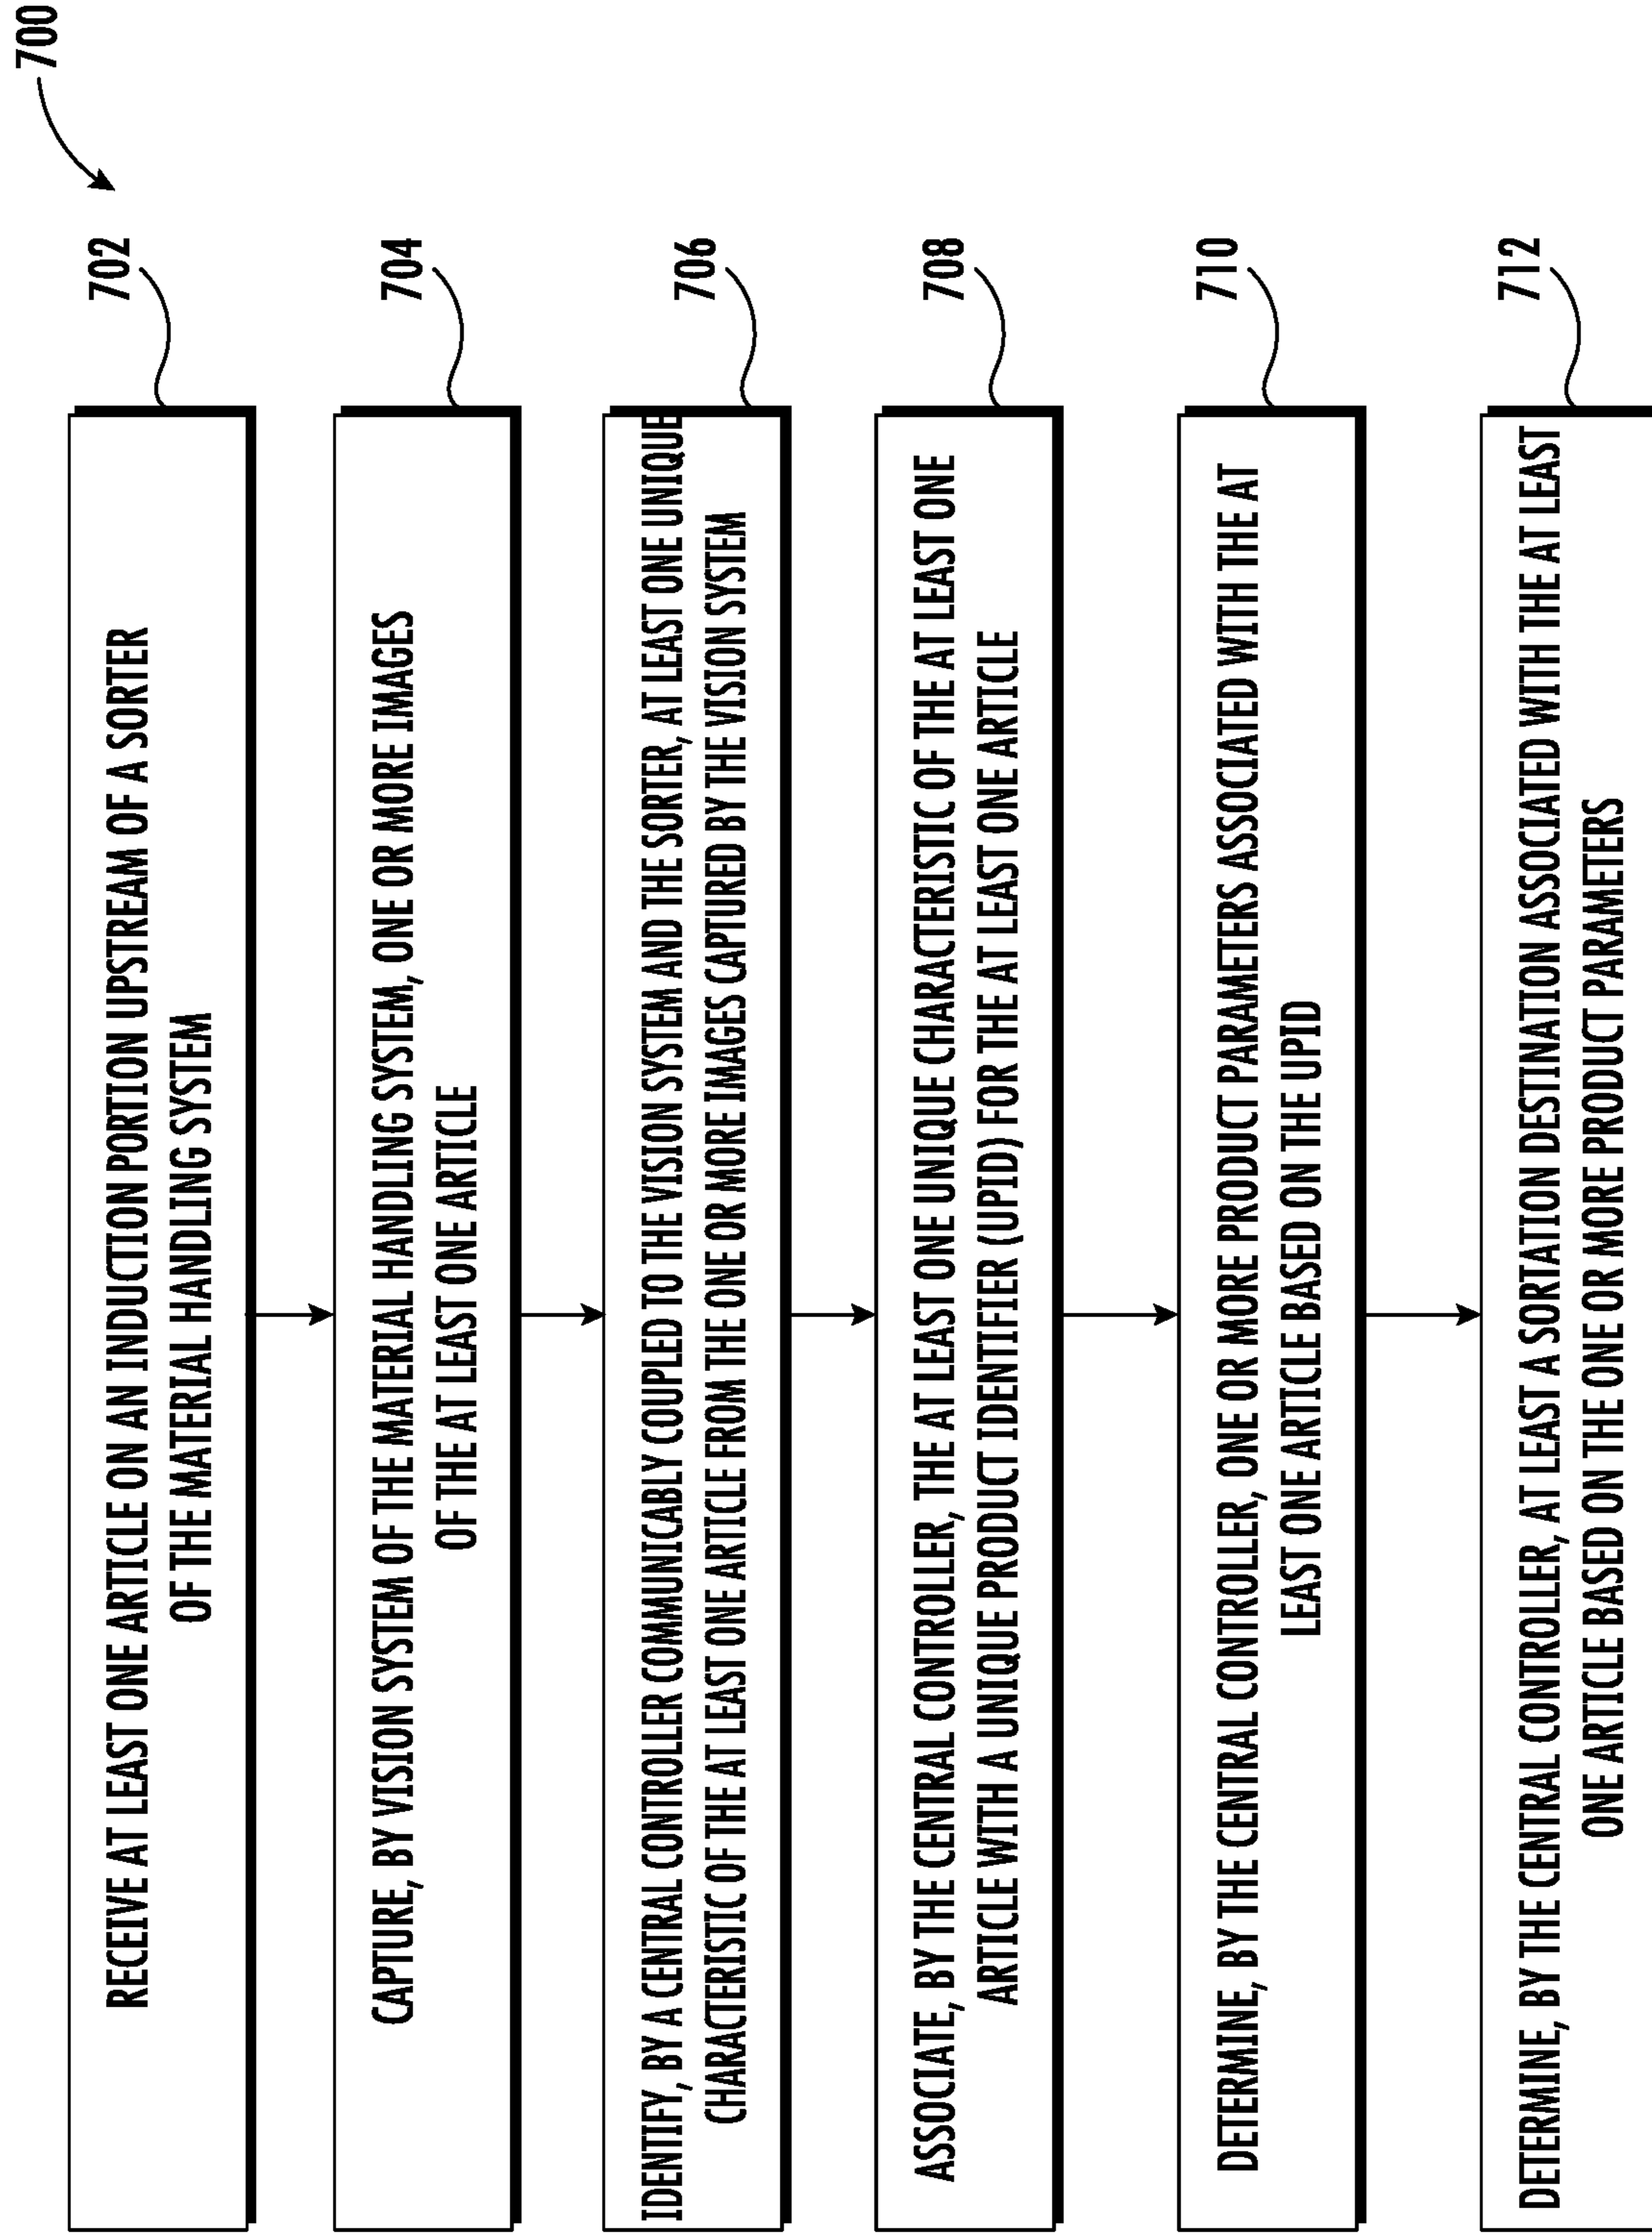 700
702
RECEIVE AT LEAST ONE ARTICLE ON AN INDUCTION PORTION UPSTREAM OF A SORTER
OF THE MATERIAL HANDLING SYSTEM
704
CAPTURE, BY VISION SYSTEM OF THE MATERIAL HANDLING SYSTEM, ONE OR MORE IMAGES
OF THE AT LEAST ONE ARTICLE
706
IDENTIFY, BY A CENTRAL CONTROLLER COMMUNICABLY COUPLED TO THE VISION SYSTEM AND THE SORTER, AT LEAST ONE UNIQUE
CHARACTERISTIC OF THE AT LEAST ONE ARTICLE FROM THE ONE OR MORE IMAGES CAPTURED BY THE VISION SYSTEM
708
ASSOCIATE, BY THE CENTRAL CONTROLLER, THE AT LEAST ONE UNIQUE CHARACTERISTIC OF THE AT LEAST ONE
ARTICLE WITH A UNIQUE PRODUCT IDENTIFIER (UPID) FOR THE AT LEAST ONE ARTICLE
710
DETERMINE, BY THE CENTRAL CONTROLLER, ONE OR MORE PRODUCT PARAMETERS ASSOCIATED WITH THE AT
LEAST ONE ARTICLE BASED ON THE UPID
712
DETERMINE, BY THE CENTRAL CONTROLLER, AT LEAST A SORTATION DESTINATION ASSOCIATED WITH THE AT LEAST
ONE ARTICLE BASED ON THE ONE OR MORE PRODUCT PARAMETERS